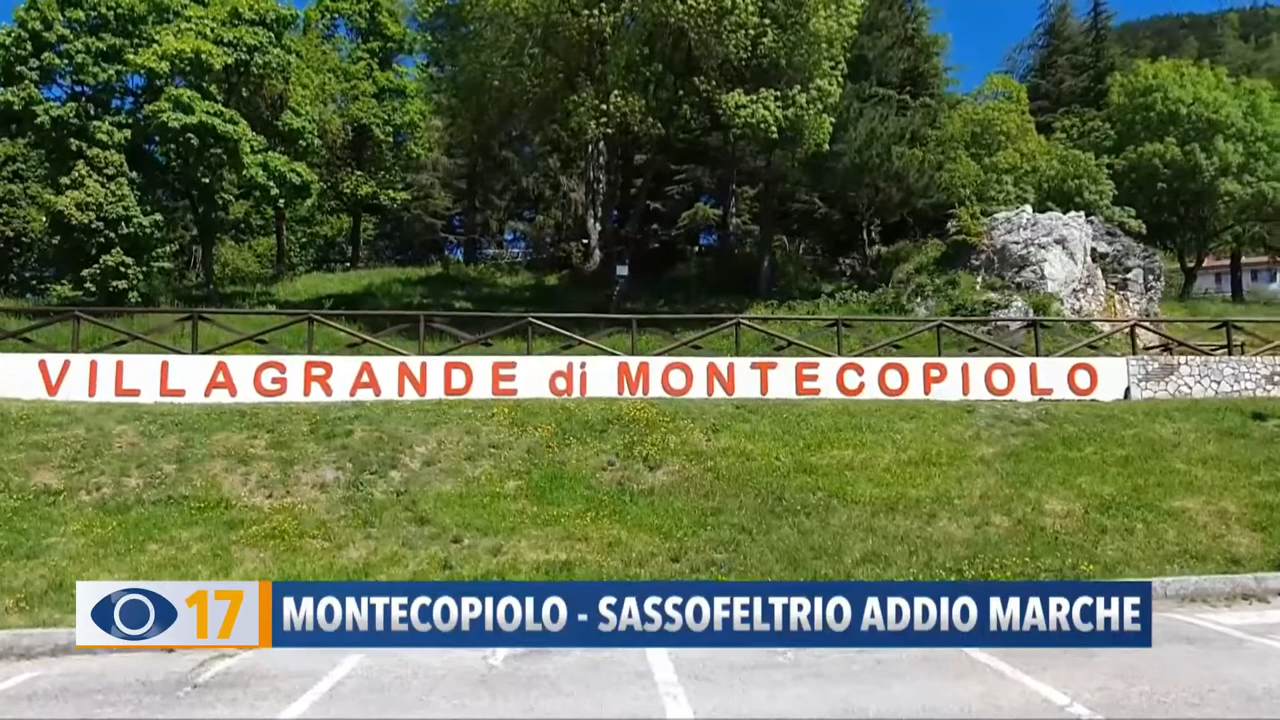 VILLAGRANDE di MONTECOPIOLO
17 MONTECOPIOLO - SASSOFELTRIO ADDIO MARCHE